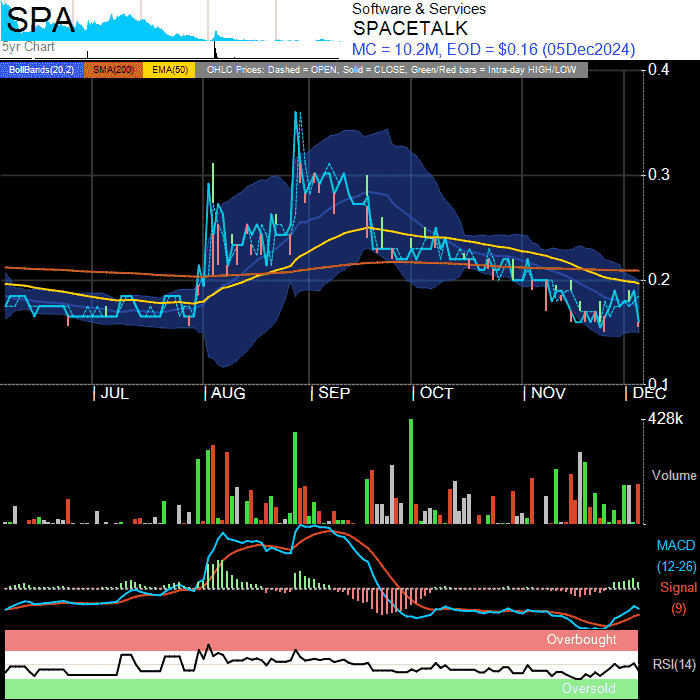 SPA
5yr Chart
Software & Services
SPACETALK
MC = 10.2M, EOD = $0.16 (05Dec2024)
BollBands(20,2) SMA(200) EMA(50) OHLC Prices: Dashed = OPEN, Solid = CLOSE, Green/Red bars = Intra-day HIGH/LOW
0.4
0.3
0.2
0.1
JUL AUG SEP OCT NOV DEC
428k
Volume
MACD
(12-26)
Signal
(9)
Overbought
RSI(14)
Oversold